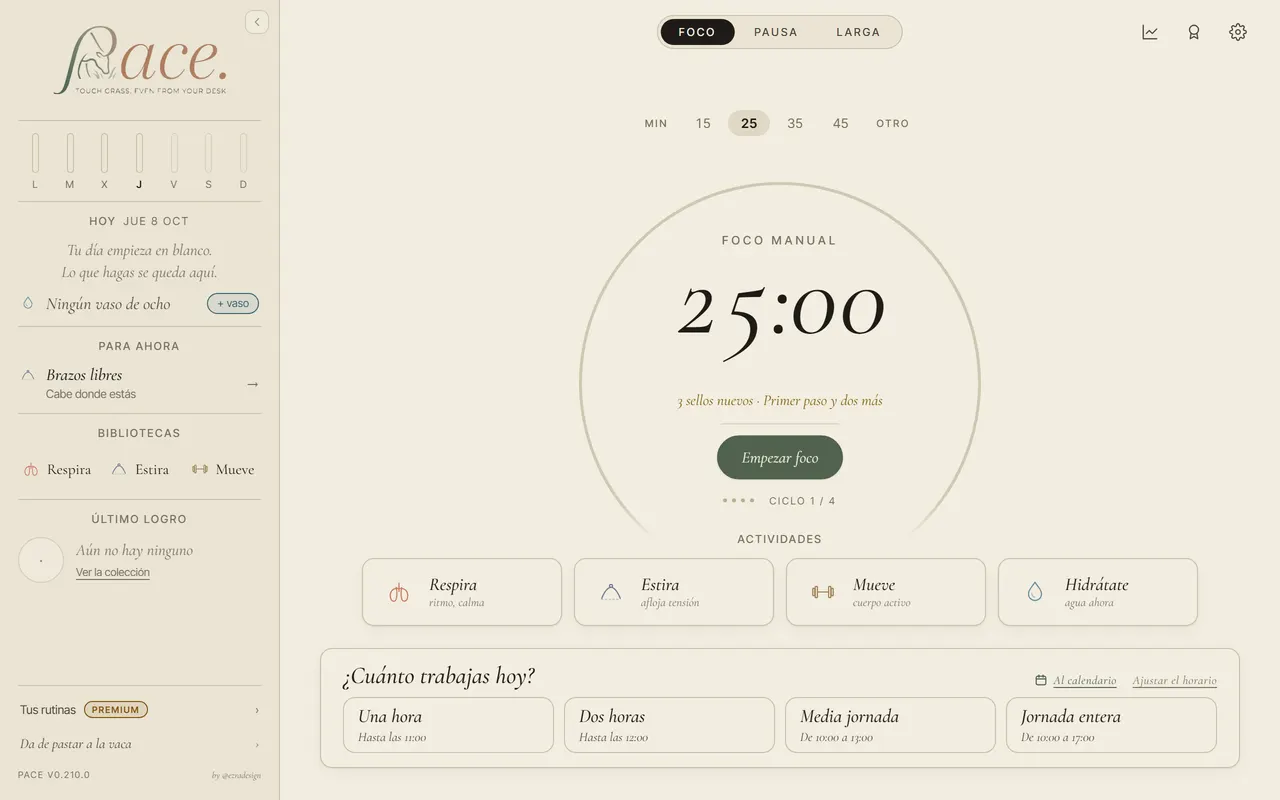 Pace.
TOUCH GRASS. EVEN FROM YOUR DESK
L M X J V S D
HOY JUE 8 OCT
Tu día empieza en blanco.
Lo que hagas se queda aquí.
Ningún vaso de ocho
+ vaso
PARA AHORA
Brazos libres
Cabe donde estás
→
BIBLIOTECAS
Respira Estira Mueve
ÚLTIMO LOGRO
Aún no hay ninguno
Ver la colección
Tus rutinas PREMIUM ›
Da de pastar a la vaca ›
PACE V0.210.0 by @ezradesign
FOCO PAUSA LARGA
MIN 15 25 35 45 OTRO
FOCO MANUAL
25:00
3 sellos nuevos · Primer paso y dos más
Empezar foco
CICLO 1 / 4
ACTIVIDADES
Respira
ritmo, calma
Estira
afloja tensión
Mueve
cuerpo activo
Hidrátate
agua ahora
¿Cuánto trabajas hoy?
Al calendario Ajustar el horario
Una hora
Hasta las 11:00
Dos horas
Hasta las 12:00
Media jornada
De 10:00 a 13:00
Jornada entera
De 10:00 a 17:00